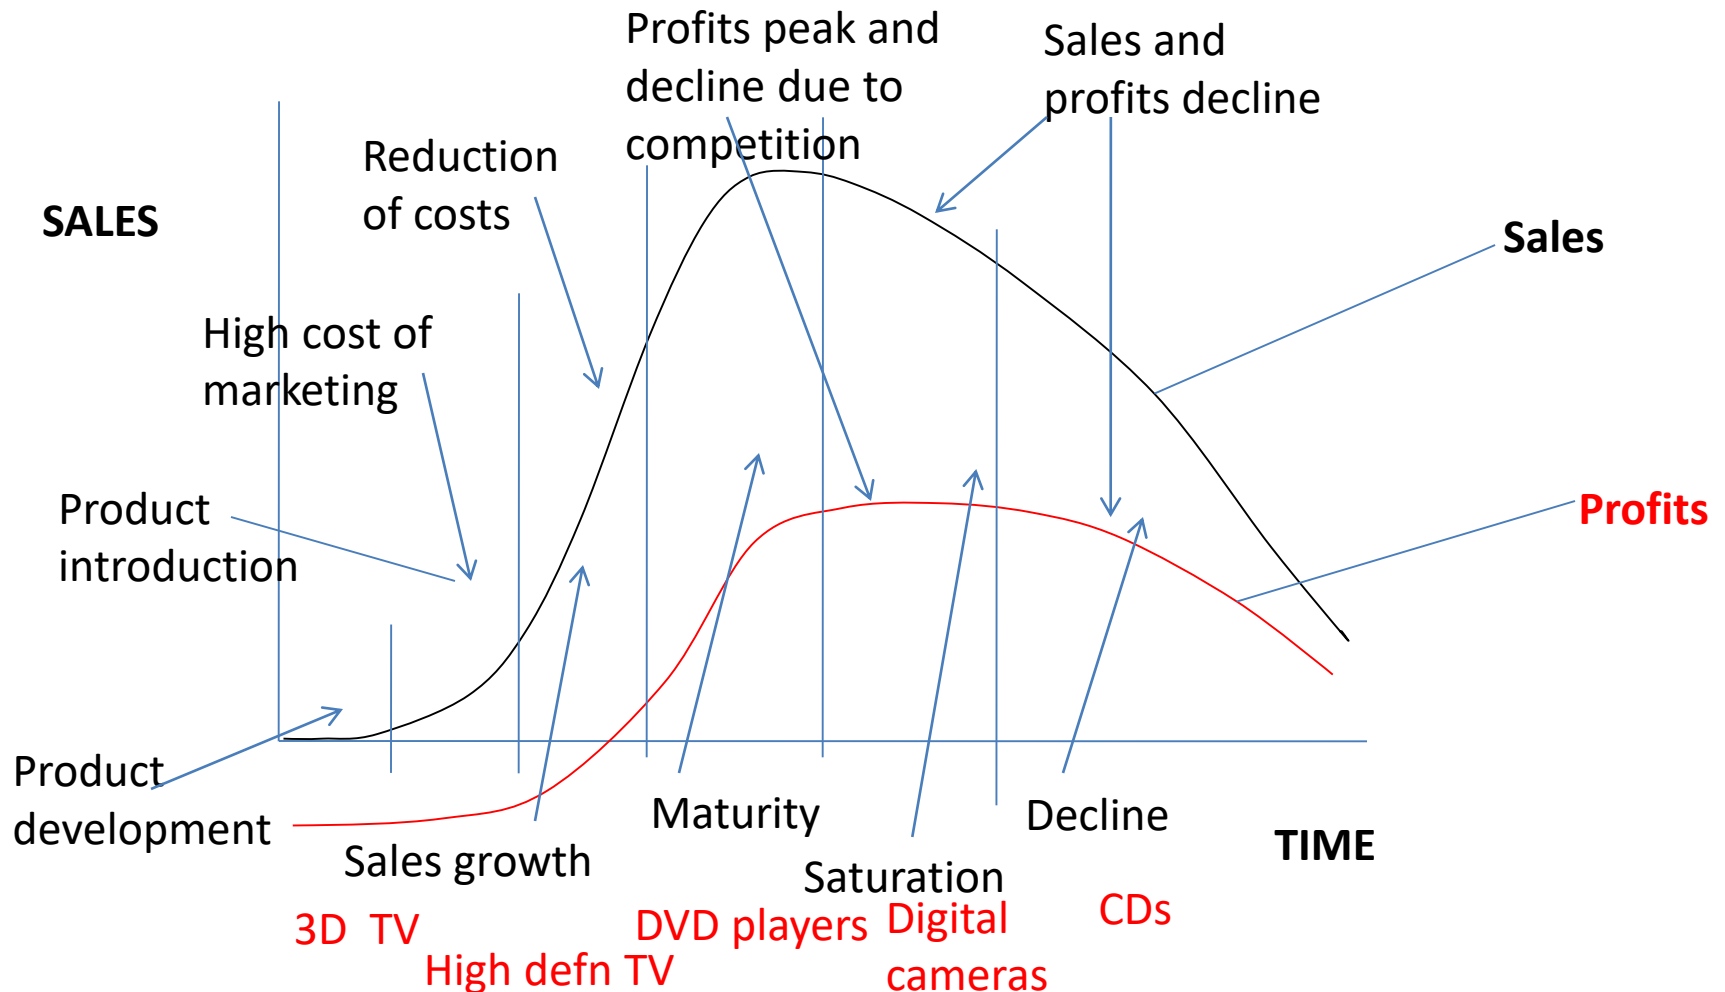 Profits peak and
decline due to
competition
Sales and
profits decline
Reduction
of costs
SALES
Sales
High cost of
marketing
Product
introduction
Profits
Product
development
Maturity
Decline
TIME
Sales growth
Saturation
3D  TV
High defn TV
DVD players
Digital
cameras
CDs